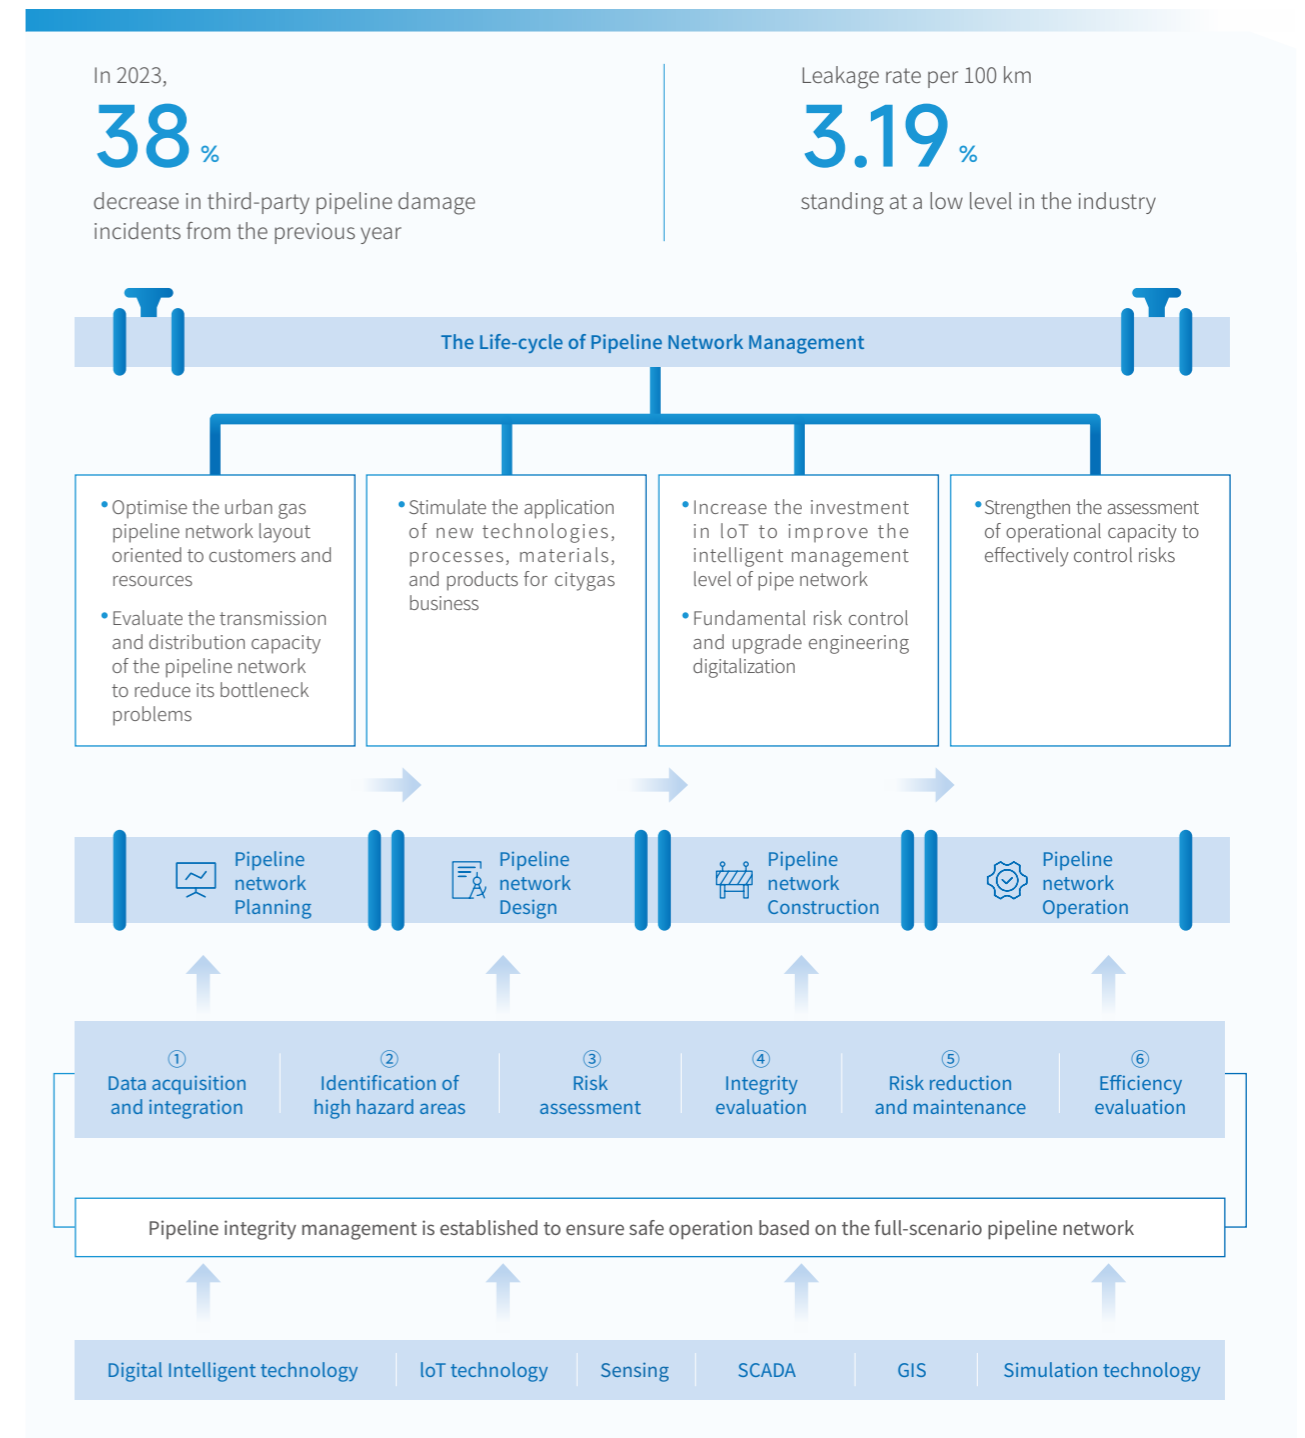 In 2023,
38 %
decrease in third-party pipeline damage
incidents from the previous year
Leakage rate per 100 km
3.19 %
standing at a low level in the industry
The Life-cycle of Pipeline Network Management
• Optimise the urban gas
pipeline network layout
oriented to customers and
resources
• Evaluate the transmission
and distribution capacity
of the pipeline network
to reduce its bottleneck
problems
• Stimulate the application
of new technologies,
processes, materials,
and products for citygas
business
• Increase the investment
in loT to improve the
intelligent management
level of pipe network
• Fundamental risk control
and upgrade engineering
digitalization
• Strengthen the assessment
of operational capacity to
effectively control risks
Pipeline
network
Planning
Pipeline
network
Design
Pipeline
network
Construction
Pipeline
network
Operation
①
Data acquisition
and integration
②
Identification of
high hazard areas
③
Risk
assessment
④
Integrity
evaluation
⑤
Risk reduction
and maintenance
⑥
Efficiency
evaluation
Pipeline integrity management is established to ensure safe operation based on the full-scenario pipeline network
Digital Intelligent technology
loT technology
Sensing
SCADA
GIS
Simulation technology